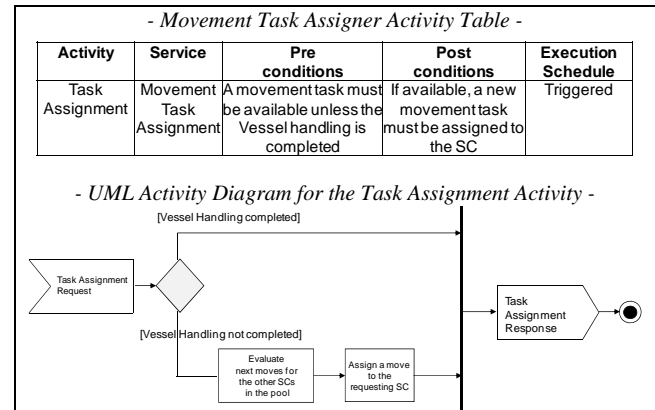 - Movement Task Assigner Activity Table -
Activity Service Pre conditions Post conditions Execution Schedule
Task Assignment
Movement Task Assignment
A movement task must be available unless the Vessel handling is completed
If available, a new movement task must be assigned to the SC
Triggered
- UML Activity Diagram for the Task Assignment Activity -
[Vessel Handling completed]
Task Assignment
Request
[Vessel Handling not completed]
Evaluate
next moves for
the other SCs
in the pool
Assign a move
to the
requesting SC
Task
Assignment
Response